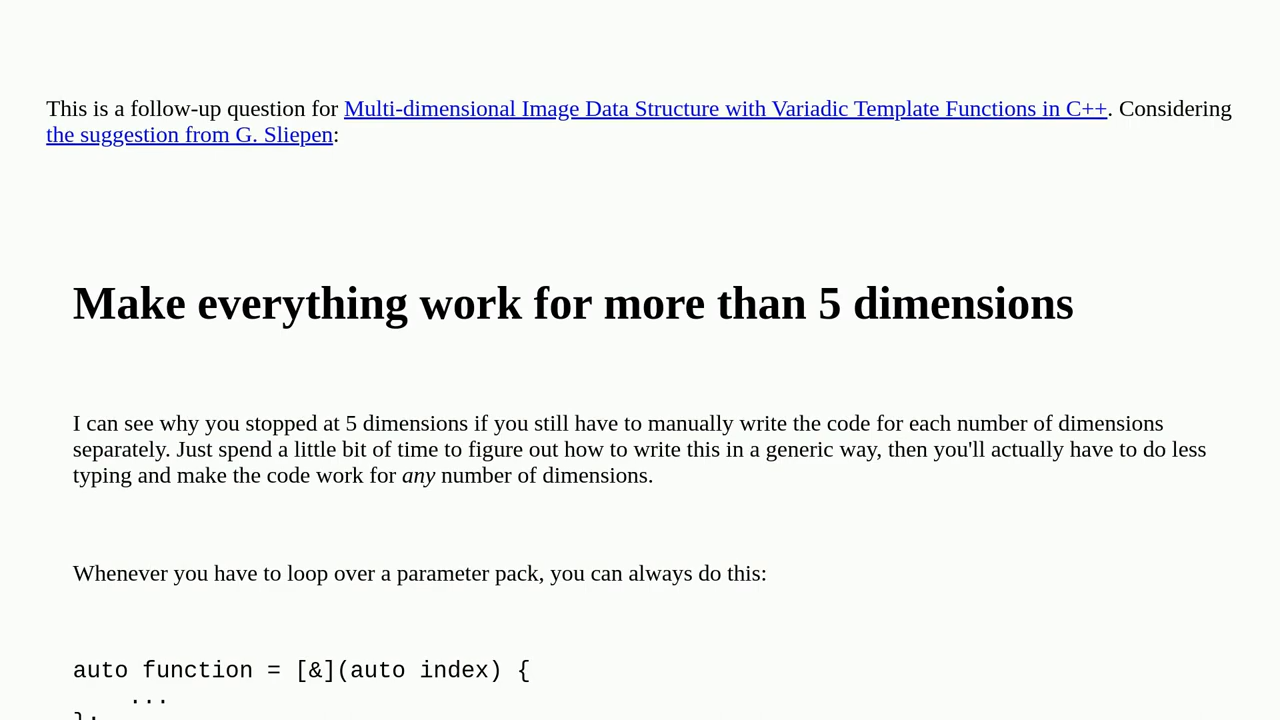 This is a follow-up question for Multi-dimensional Image Data Structure with Variadic Template Functions in C++. Considering
the suggestion from G. Sliepen:
Make everything work for more than 5 dimensions
I can see why you stopped at 5 dimensions if you still have to manually write the code for each number of dimensions
separately. Just spend a little bit of time to figure out how to write this in a generic way, then you'll actually have to do less
typing and make the code work for any number of dimensions.
Whenever you have to loop over a parameter pack, you can always do this:
auto function = [&](auto index) {
    ...
};